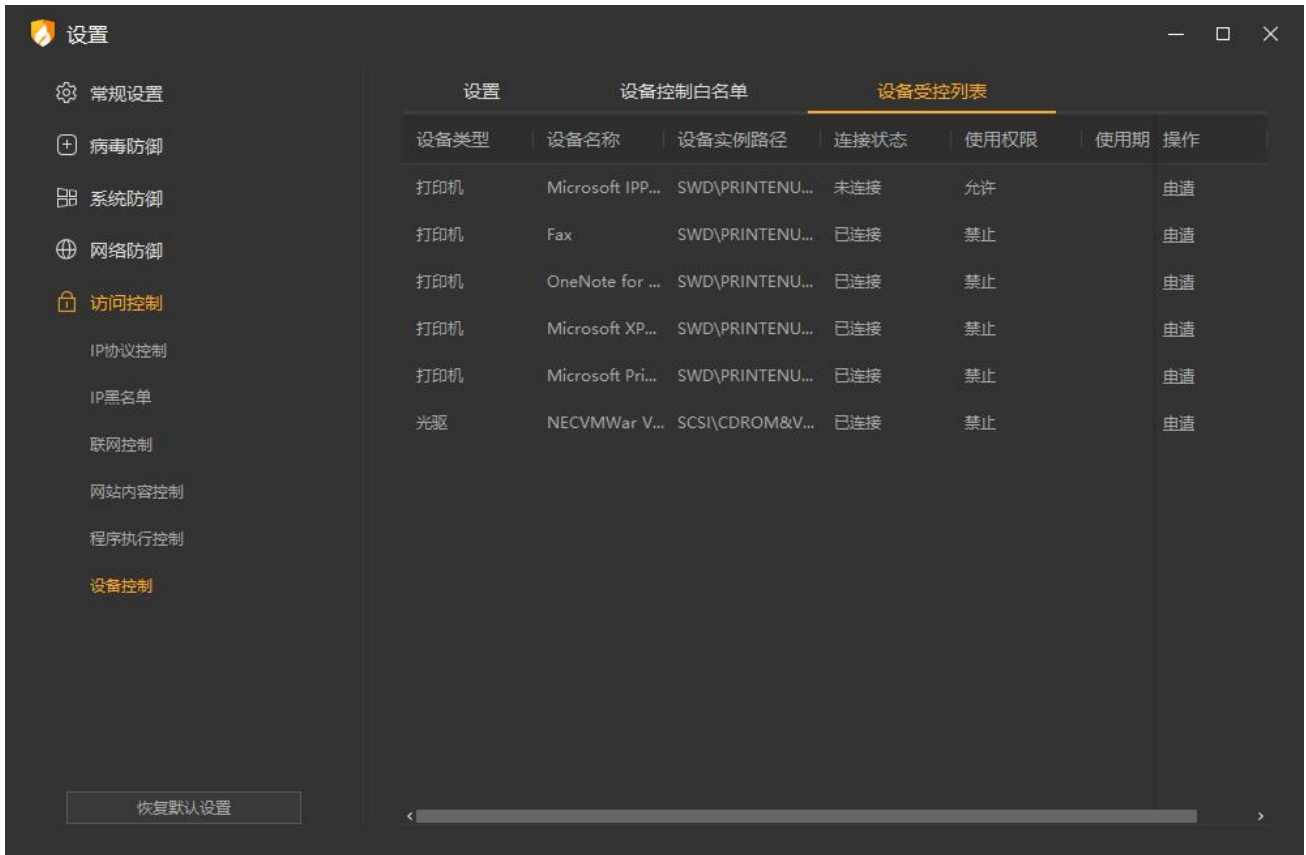 设置
常规设置
病毒防御
系统防御
网络防御
访问控制
IP协议控制
IP黑名单
联网控制
网站内容控制
程序执行控制
设备控制
恢复默认设置
设置 设备控制白名单 设备受控列表
设备类型 设备名称 设备实例路径 连接状态 使用权限 使用期 操作
打印机 Microsoft IPP... SWD\PRINTENU... 未连接 允许 申请
打印机 Fax SWD\PRINTENU... 已连接 禁止 申请
打印机 OneNote for ... SWD\PRINTENU... 已连接 禁止 申请
打印机 Microsoft XP... SWD\PRINTENU... 已连接 禁止 申请
打印机 Microsoft Pri... SWD\PRINTENU... 已连接 禁止 申请
光驱 NECVMWar V... SCSI\CDROM&V... 已连接 禁止 申请